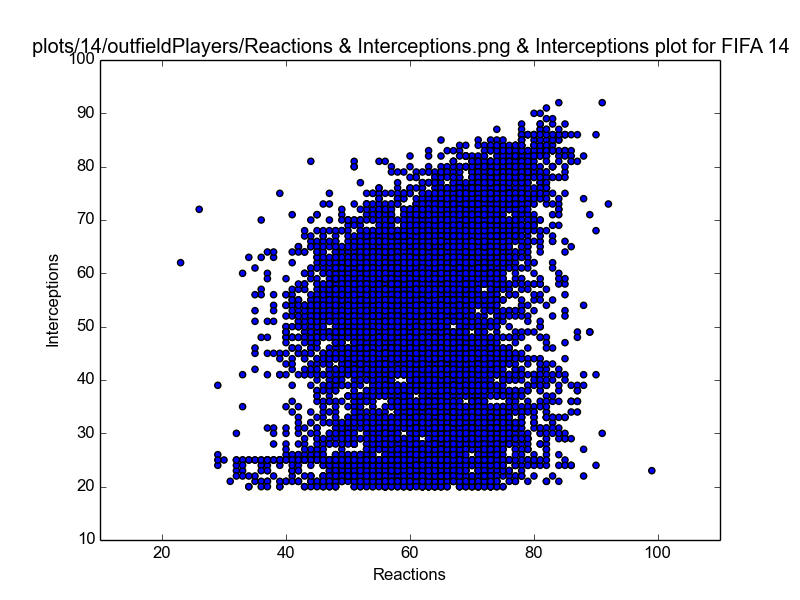 plots/14/outfieldPlayers/Reactions & Interceptions.png & Interceptions plot for FIFA 14
100
90
80
70
60
50
40
30
20
10
Interceptions
20 40 60 80 100
Reactions